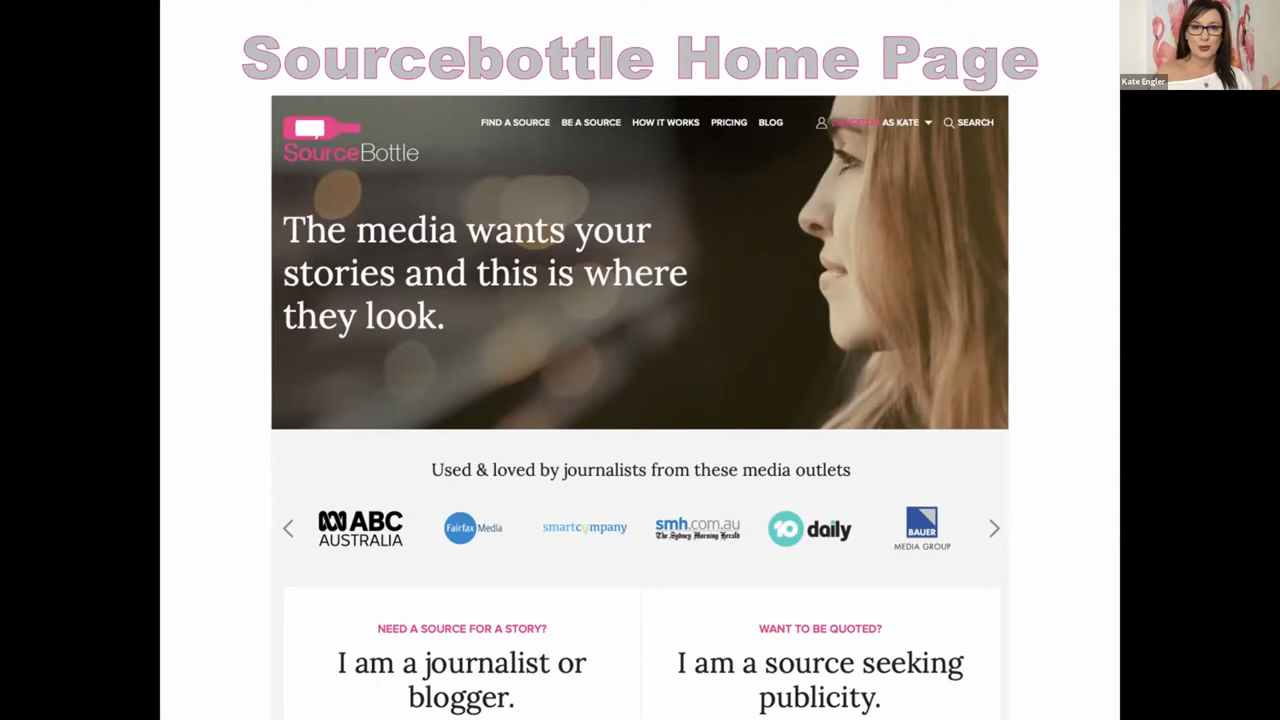 Sourcebottle Home Page
Kate Engler
SourceBottle
FIND A SOURCE BE A SOURCE HOW IT WORKS PRICING BLOG
AS KATE
SEARCH
The media wants your
stories and this is where
they look.
Used & loved by journalists from these media outlets
ABC
AUSTRALIA
Fairfax Media
smartcompany
smh.com.au
The Sydney Morning Herald
10 daily
BAUER
MEDIA GROUP
NEED A SOURCE FOR A STORY?
I am a journalist or
blogger.
WANT TO BE QUOTED?
I am a source seeking
publicity.